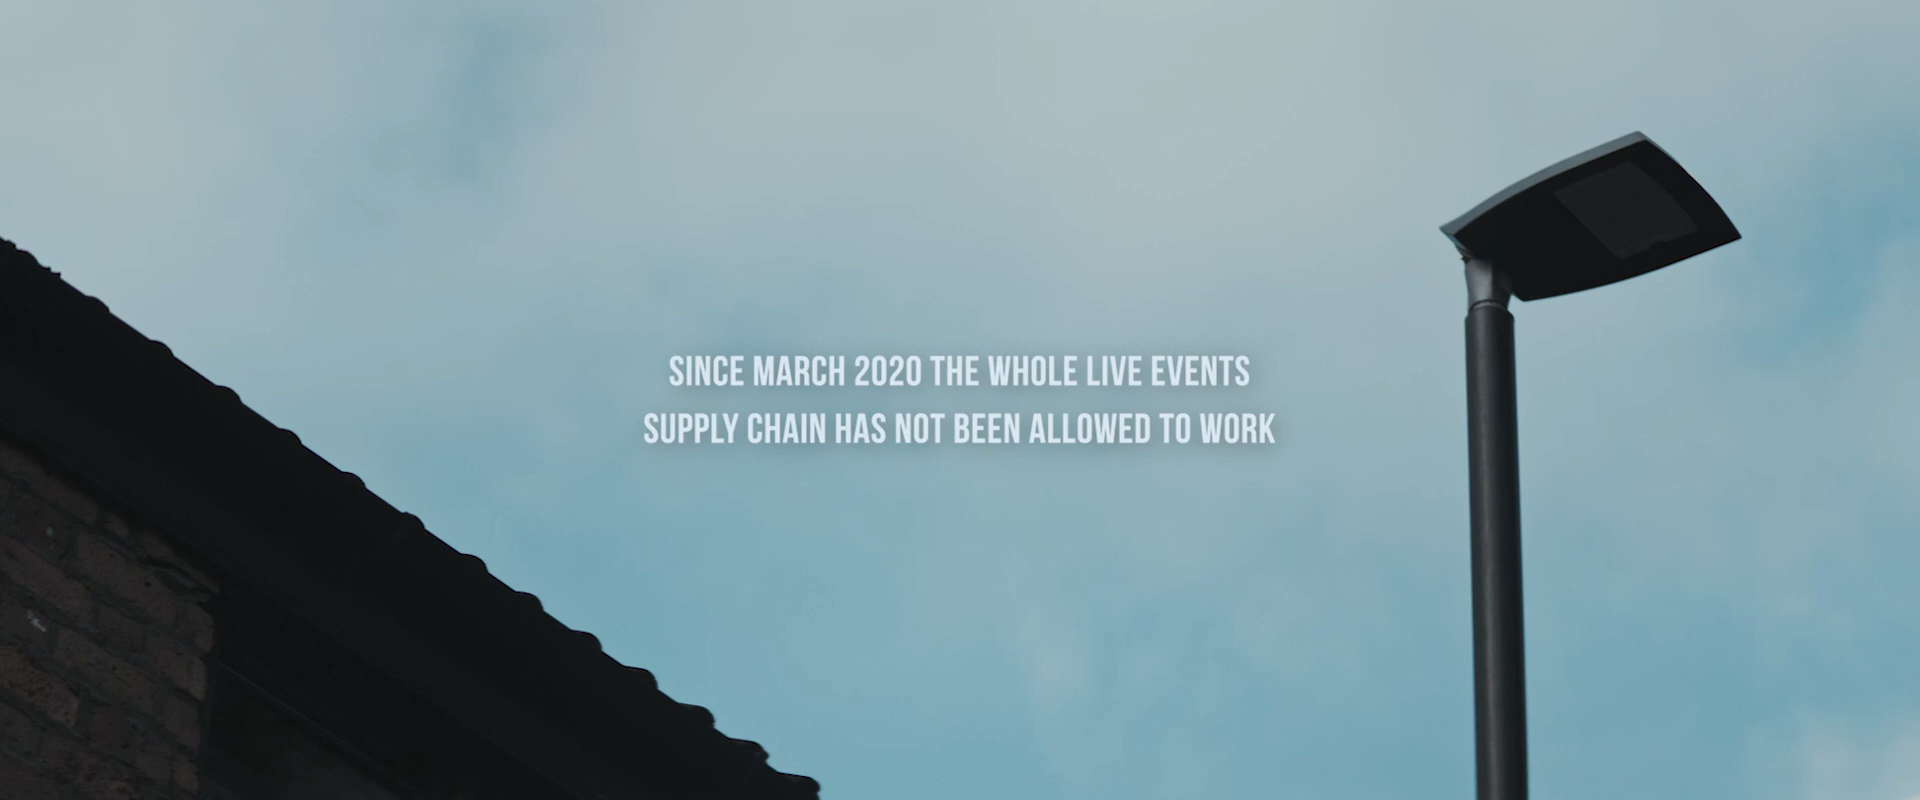 SINCE MARCH 2020 THE WHOLE LIVE EVENTS
SUPPLY CHAIN HAS NOT BEEN ALLOWED TO WORK